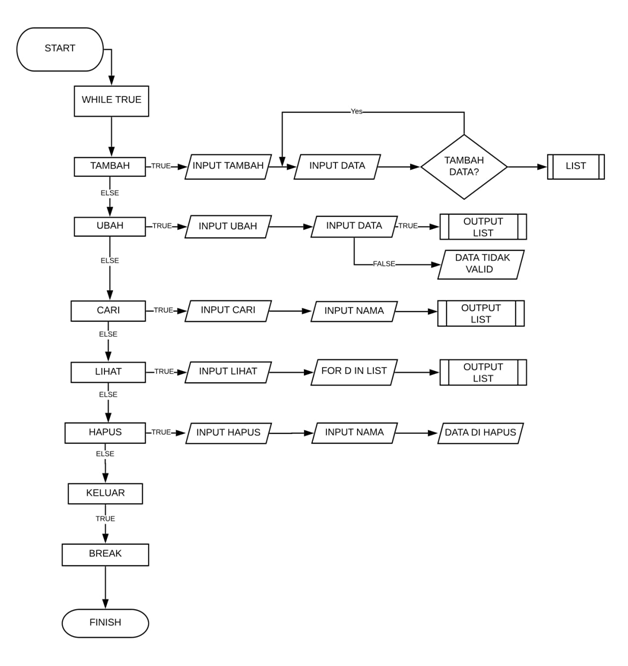 START
WHILE TRUE
Yes
TAMBAH
TRUE
INPUT TAMBAH
INPUT DATA
TAMBAH
DATA?
LIST
ELSE
UBAH
TRUE
INPUT UBAH
INPUT DATA
TRUE
OUTPUT
LIST
ELSE
FALSE
DATA TIDAK
VALID
CARI
TRUE
INPUT CARI
INPUT NAMA
OUTPUT
LIST
ELSE
LIHAT
TRUE
INPUT LIHAT
FOR D IN LIST
OUTPUT
LIST
ELSE
HAPUS
TRUE
INPUT HAPUS
INPUT NAMA
DATA DI HAPUS
ELSE
KELUAR
TRUE
BREAK
FINISH